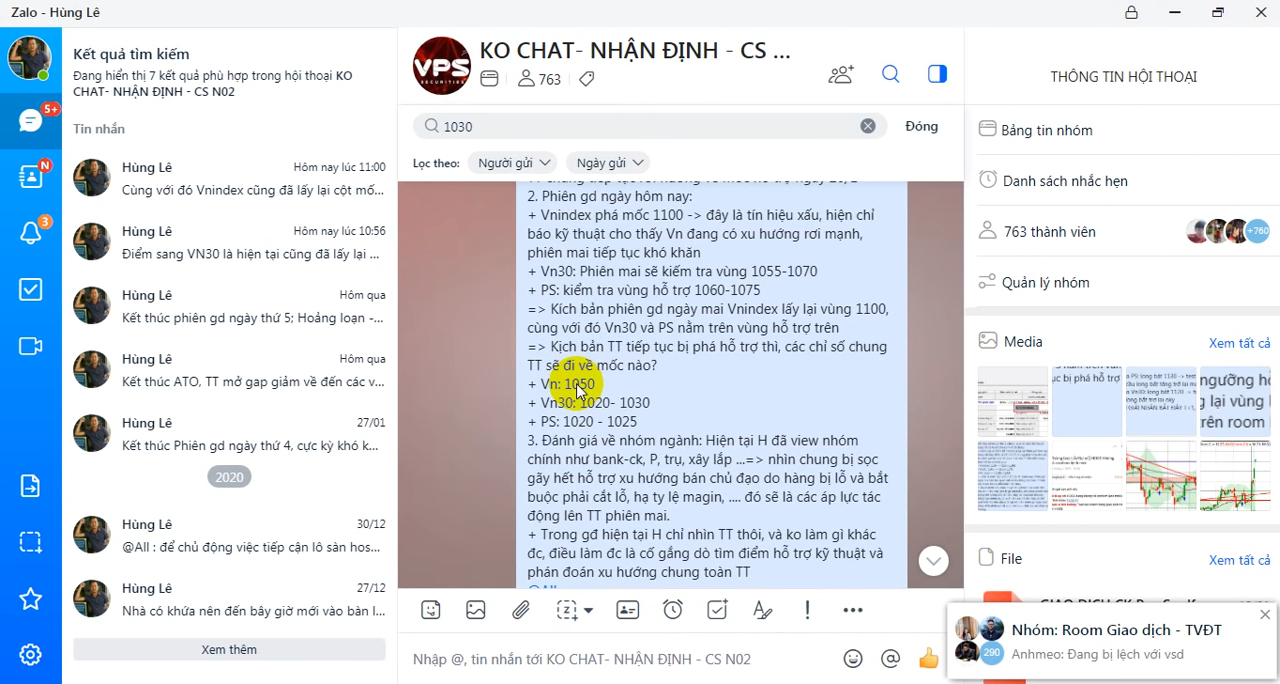 Zalo - Hùng Lê
5+
N
3
Kết quả tìm kiếm
Đang hiển thị 7 kết quả phù hợp trong hội thoại KO
CHAT- NHẬN ĐỊNH - CS N02
Tin nhắn
Hùng Lê Hôm nay lúc 11:00
Cùng với đó Vnindex cũng đã lấy lại cột mố...
Hùng Lê Hôm nay lúc 10:56
Điểm sang VN30 là hiện tại cũng đã lấy lại ...
Hùng Lê Hôm qua
Kết thúc phiên gd ngày thứ 5; Hoảng loạn -...
Hùng Lê Hôm qua
Kết thúc ATO, TT mở gap giảm về đến các v...
Hùng Lê 27/01
Kết thúc Phiên gd ngày thứ 4, cực kỳ khó k...
2020
Hùng Lê 30/12
@All : để chủ động việc tiếp cận lô sàn hos...
Hùng Lê 27/12
Nhà có khứa nên đến bây giờ mới vào bàn l...
Xem thêm
VPS
SECURITIES
KO CHAT- NHẬN ĐỊNH - CS ...
763
1030
Đóng
Lọc theo: Người gửi Ngày gửi
2. Phiên gd ngày hôm nay:
+ Vnindex phá mốc 1100 -> đây là tín hiệu xấu, hiện chỉ
báo kỹ thuật cho thấy Vn đang có xu hướng rơi mạnh,
phiên mai tiếp tục khó khăn
+ Vn30: Phiên mai sẽ kiếm tra vùng 1055-1070
+ PS: kiểm tra vùng hỗ trợ 1060-1075
=> Kích bản phiên gd ngày mai Vnindex lấy lại vùng 1100,
cùng với đó Vn30 và PS nằm trên vùng hỗ trợ trên
=> Kịch bản TT tiếp tục bị phá hỗ trợ thì, các chỉ số chung
TT sẽ đi về mốc nào?
+ Vn: 1050
+ Vn30: 1020- 1030
+ PS: 1020 - 1025
3. Đánh giá về nhóm ngành: Hiện tại H đã view nhóm
chính như bank-ck, P, trụ, xây lắp ...=> nhìn chung bị sọc
gãy hết hỗ trợ xu hướng bán chủ đạo do hàng bị lỗ và bắt
buộc phải cắt lỗ, hạ tỷ lệ magin, .... đó sẽ là các áp lực tác
động lên TT phiên mai.
+ Trong gđ hiện tại H chỉ nhìn TT thôi, và ko làm gì khác
đc, điều làm đc là cố gắng dò tìm điểm hỗ trợ kỹ thuật và
phán đoán xu hướng chung toàn TT
Nhập @, tin nhắn tới KO CHAT- NHẬN ĐỊNH - CS N02
THÔNG TIN HỘI THOẠI
Bảng tin nhóm
Danh sách nhắc hẹn
763 thành viên +760
Quản lý nhóm
Media Xem tất cả
File Xem tất cả
290
Nhóm: Room Giao dịch - TVĐT
Anhmeo: Đang bị lệch với vsd